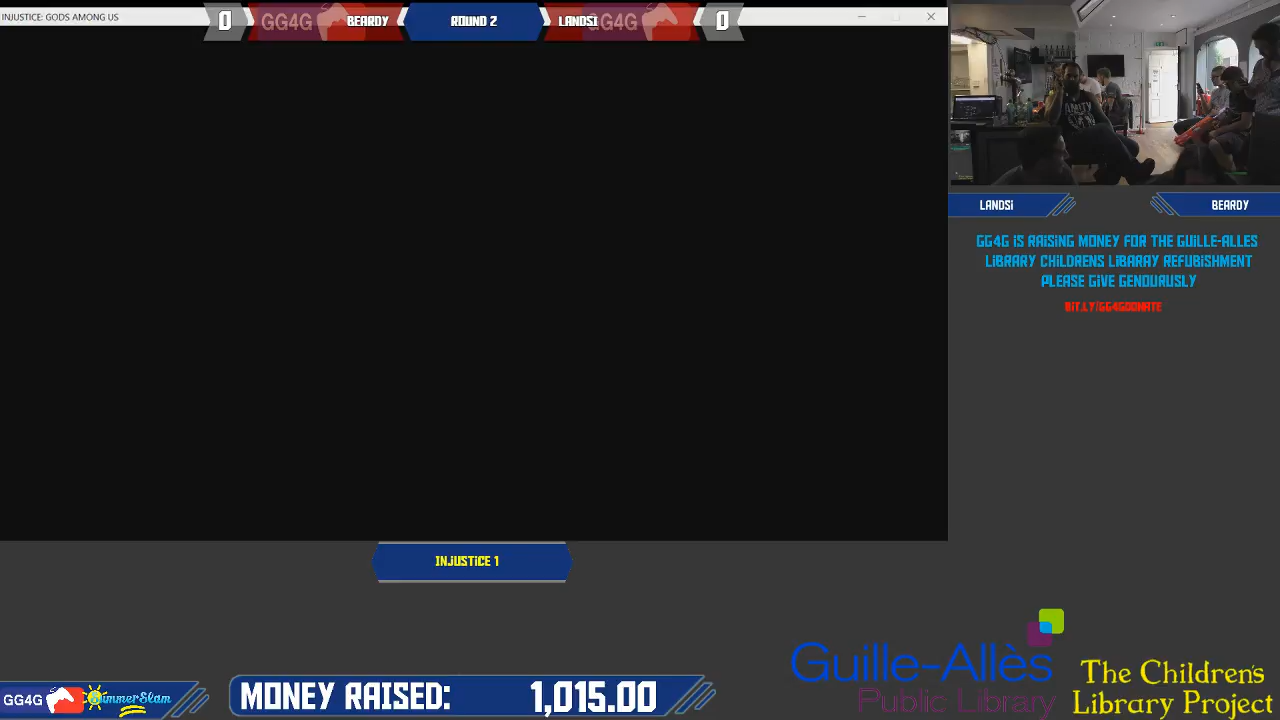 INJUSTICE: GODS AMONG US
0 GG4G BEARDY ROUND 2 LANDSI GG4G 0
AMITY
LANDSI BEARDY
GG4G IS RAISING MONEY FOR THE GUILLE-ALLES
LIBRARY CHILDRENS LIBARAY REFUBISHMENT
PLEASE GIVE GENOURUSLY
BIT.LY/GG4GDONATE
INJUSTICE 1
Guille-Allès
Public Library
The Children's
Library Project
GG4G SummerSlam
MONEY RAISED: 1,015.00